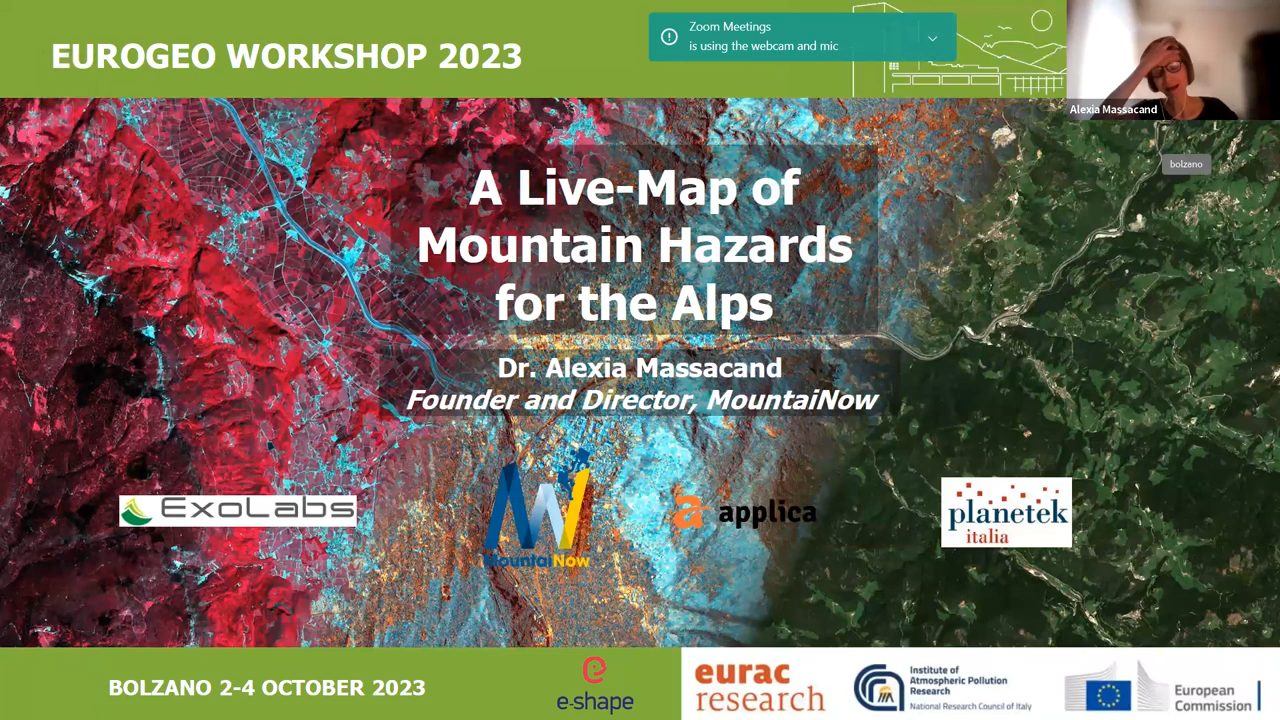 EUROGEO WORKSHOP 2023
Zoom Meetings
is using the webcam and mic
Alexia Massacand
bolzano
A Live-Map of
Mountain Hazards
for the Alps
Dr. Alexia Massacand
Founder and Director, MountaiNow
ExoLabs
MountaiNow
applica
planetek
italia
BOLZANO 2-4 OCTOBER 2023
e-shape
eurac
research
Institute of
Atmospheric Pollution
Research
National Research Council of Italy
European
Commission